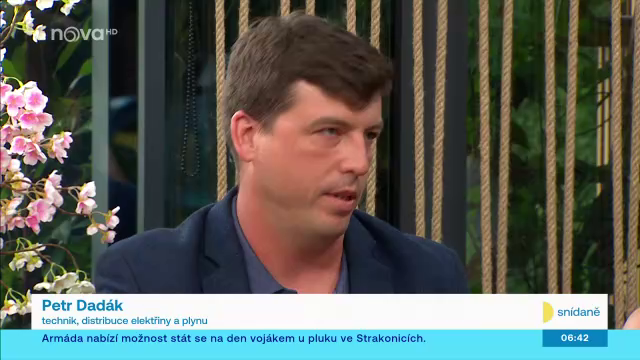 nova HD
Petr Dadák
technik, distribuce elektřiny a plynu
snídaně
Armáda nabízí možnost stát se na den vojákem u pluku ve Strakonicích.
06:42